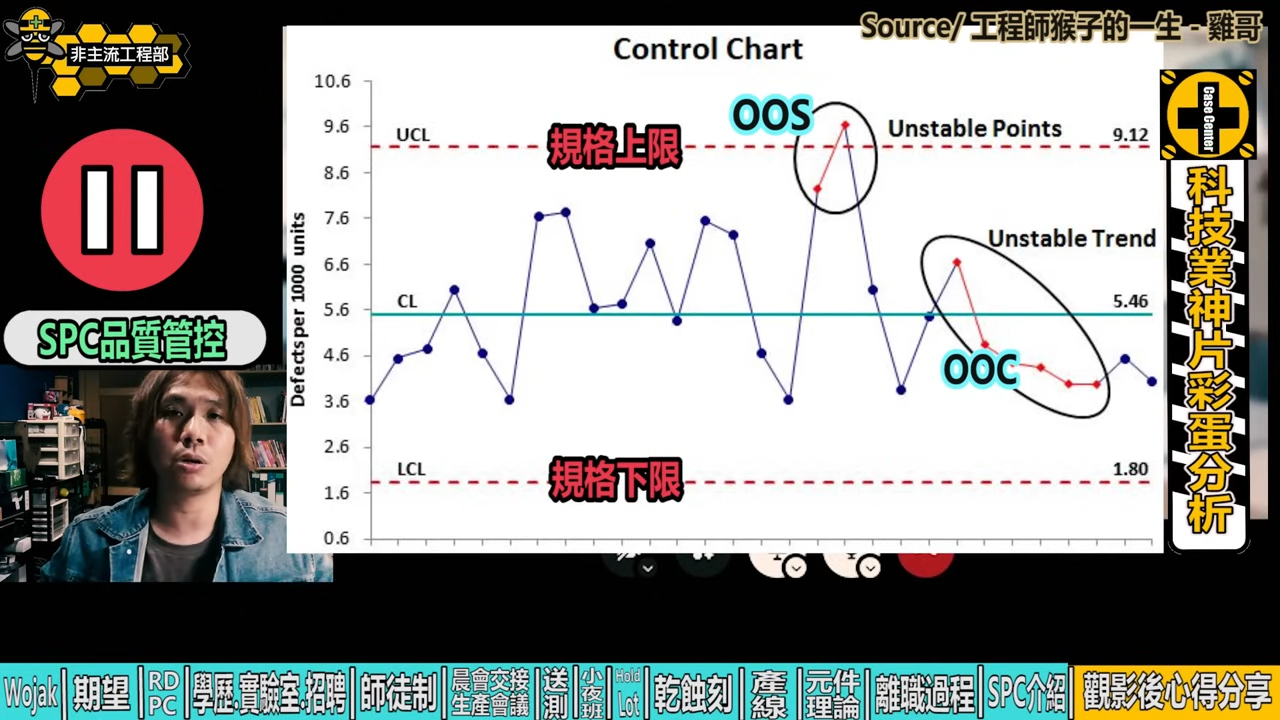 Source/ 工程師猴子的一生 - 雞哥
非主流工程部
SPC品質管控
Control Chart
Defects per 1000 units
10.6
9.6
8.6
7.6
6.6
5.6
4.6
3.6
2.6
1.6
0.6
UCL
規格上限
OOS
Unstable Points
9.12
Unstable Trend
CL
5.46
OOC
LCL
規格下限
1.80
Case Center
科技業神片彩蛋分析
Wojak
期望
RD
PC
學歷.實驗室.招聘
師徒制
晨會交接
生產會議
送測
小夜班
Hold
Lot
乾蝕刻
產線
元件
理論
離職過程
SPC介紹
觀影後心得分享